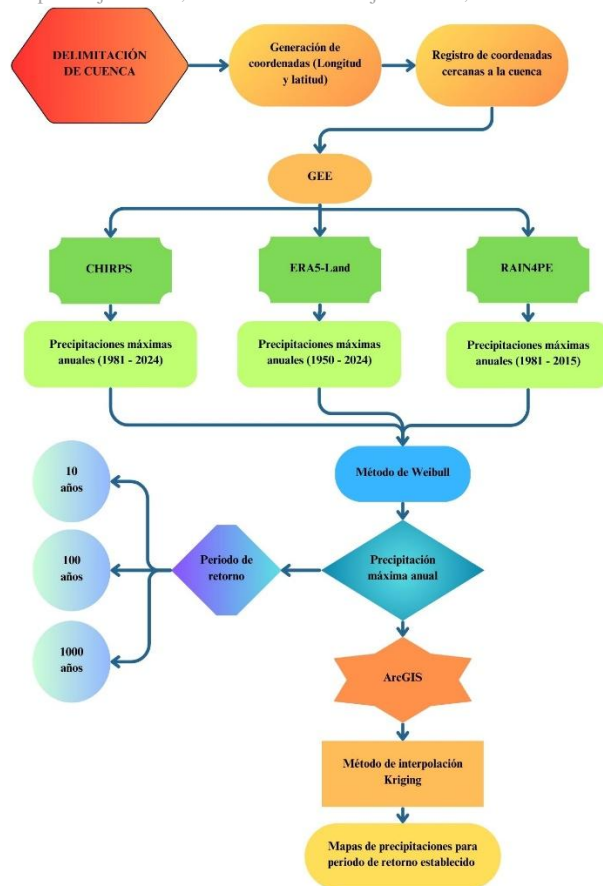 DELIMITACIÓN
DE CUENCA
Generación de
coordenadas (Longitud
y latitud)
Registro de coordenadas
cercanas a la cuenca
GEE
CHIRPS
ERA5-Land
RAIN4PE
Precipitaciones máximas
anuales (1981 - 2024)
Precipitaciones máximas
anuales (1950 - 2024)
Precipitaciones máximas
anuales (1981 - 2015)
Método de Weibull
10
años
100
años
1000
años
Periodo de
retorno
Precipitación
máxima anual
ArcGIS
Método de interpolación
Kriging
Mapas de precipitaciones para
periodo de retorno establecido